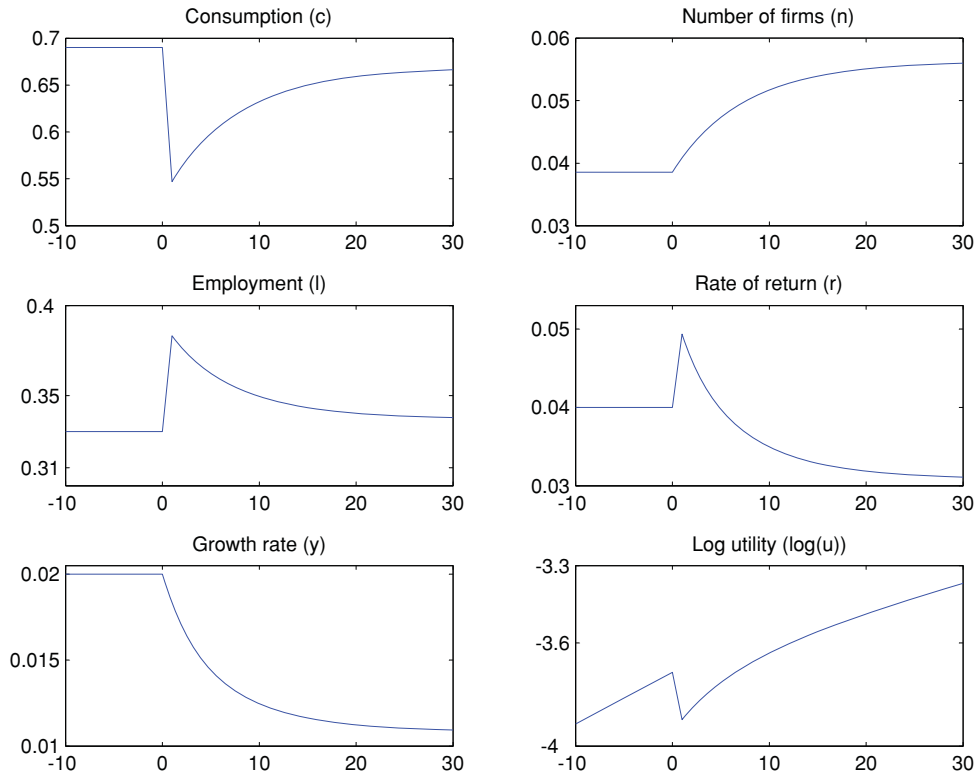 Consumption (c)
0.7
0.65
0.6
0.55
0.5
-10 0 10 20 30
Number of firms (n)
0.06
0.05
0.04
0.03
-10 0 10 20 30
Employment (l)
0.4
0.35
0.31
-10 0 10 20 30
Rate of return (r)
0.05
0.04
0.03
-10 0 10 20 30
Growth rate (y)
0.02
0.015
0.01
-10 0 10 20 30
Log utility (log(u))
-3.3
-3.6
-4
-10 0 10 20 30